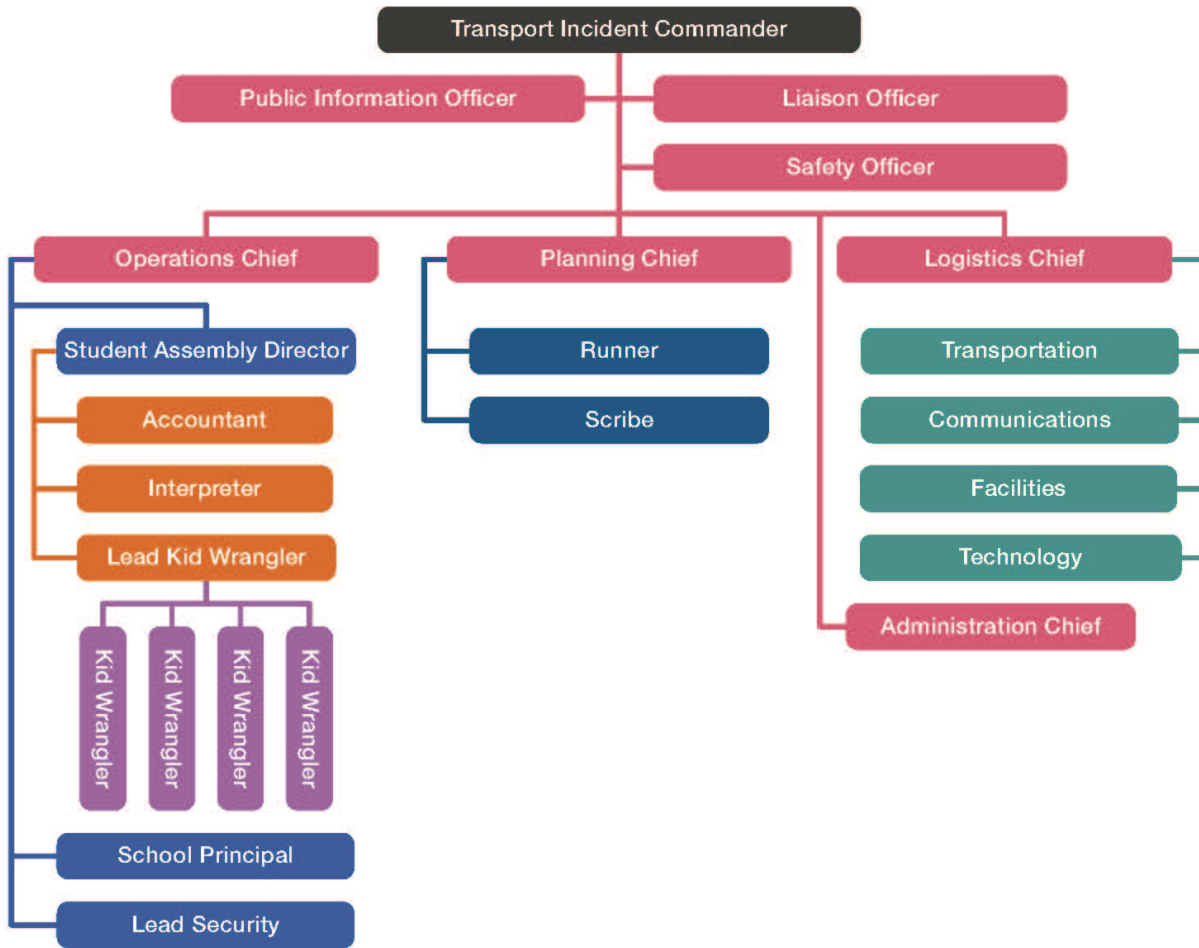 Transport Incident Commander
Public Information Officer
Liaison Officer
Safety Officer
Operations Chief
Planning Chief
Logistics Chief
Student Assembly Director
Runner
Transportation
Accountant
Scribe
Communications
Interpreter
Facilities
Lead Kid Wrangler
Technology
Kid Wrangler
Kid Wrangler
Kid Wrangler
Kid Wrangler
Administration Chief
School Principal
Lead Security